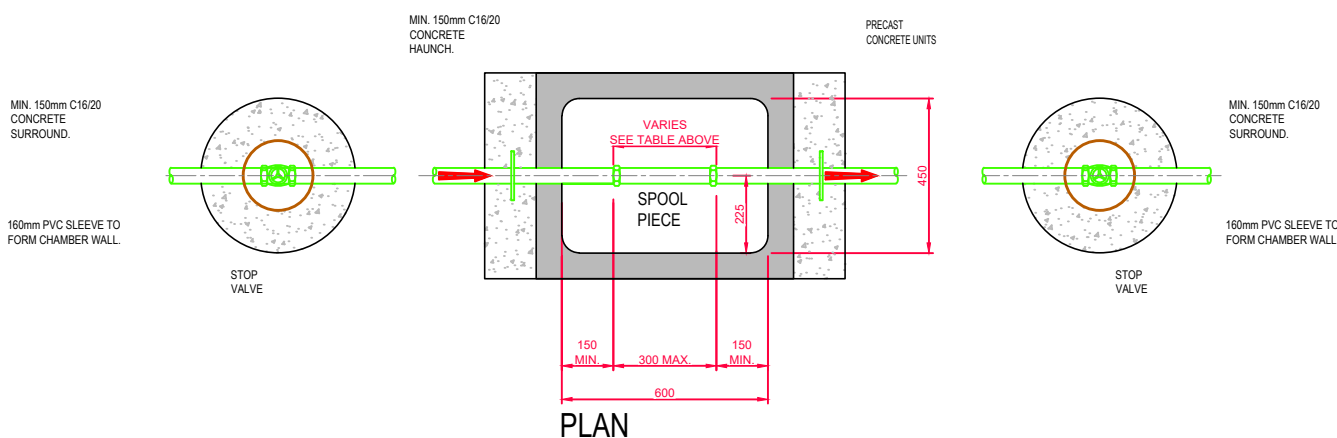 MIN. 150mm C16/20
CONCRETE
SURROUND.
160mm PVC SLEEVE TO
FORM CHAMBER WALL.
STOP
VALVE
MIN. 150mm C16/20
CONCRETE
HAUNCH.
PRECAST
CONCRETE UNITS
VARIES
SEE TABLE ABOVE
SPOOL
PIECE
225
450
150
MIN.
300 MAX.
150
MIN.
600
PLAN
MIN. 150mm C16/20
CONCRETE
SURROUND.
160mm PVC SLEEVE TO
FORM CHAMBER WALL
STOP
VALVE